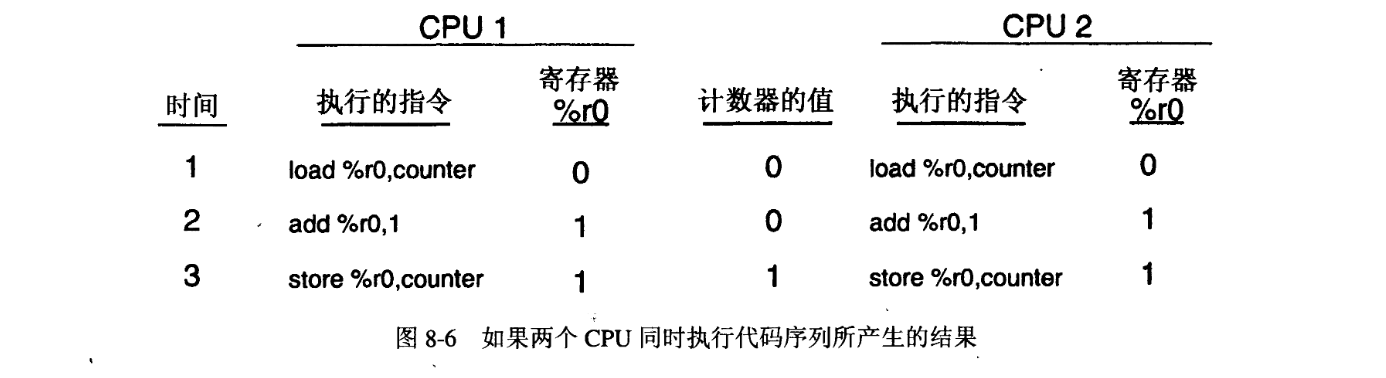 CPU 1 CPU 2
时间 执行的指令 寄存器 %r0 计数器的值 执行的指令 寄存器 %r0
1 load %r0,counter 0 0 load %r0,counter 0
2 add %r0,1 1 0 add %r0,1 1
3 store %r0,counter 1 1 store %r0,counter 1
图 8-6 如果两个 CPU 同时执行代码序列所产生的结果